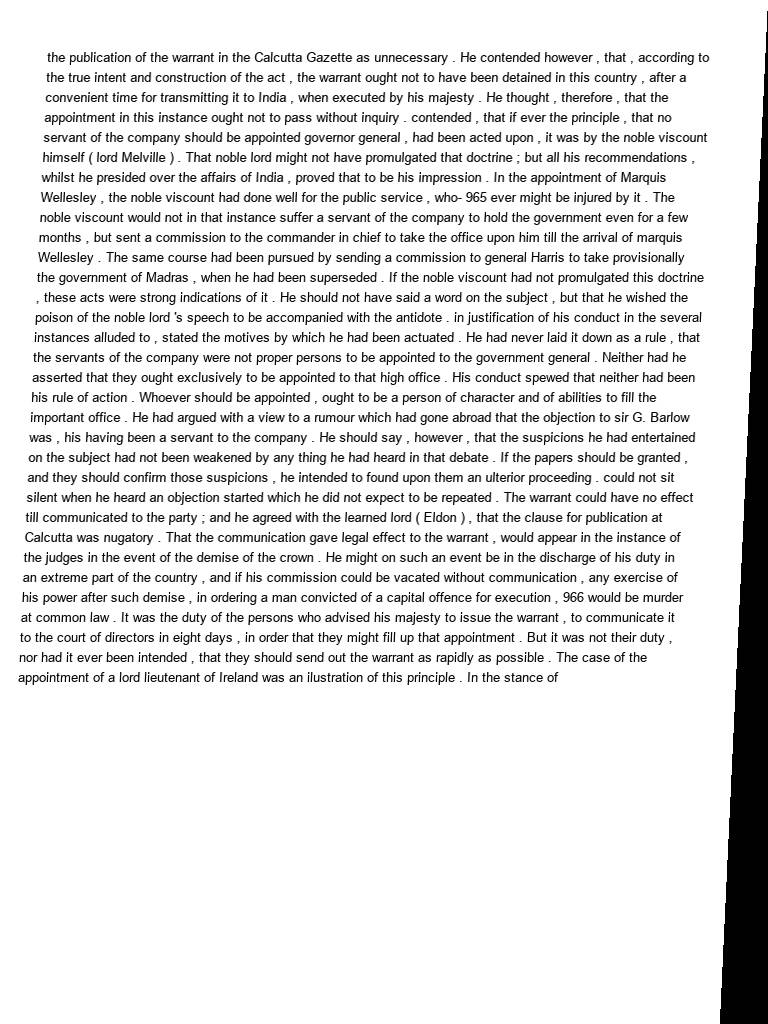 the publication of the warrant in the Calcutta Gazette as unnecessary . He contended however , that , according to
the true intent and construction of the act , the warrant ought not to have been detained in this country , after a
convenient time for transmitting it to India , when executed by his majesty . He thought , therefore , that the
appointment in this instance ought not to pass without inquiry . contended , that if ever the principle , that no
servant of the company should be appointed governor general , had been acted upon , it was by the noble viscount
himself ( lord Melville ) . That noble lord might not have promulgated that doctrine ; but all his recommendations ,
whilst he presided over the affairs of India , proved that to be his impression . In the appointment of Marquis
Wellesley , the noble viscount had done well for the public service , who- 965 ever might be injured by it . The
noble viscount would not in that instance suffer a servant of the company to hold the government even for a few
months , but sent a commission to the commander in chief to take the office upon him till the arrival of marquis
Wellesley . The same course had been pursued by sending a commission to general Harris to take provisionally
the government of Madras , when he had been superseded . If the noble viscount had not promulgated this doctrine
, these acts were strong indications of it . He should not have said a word on the subject , but that he wished the
poison of the noble lord 's speech to be accompanied with the antidote . in justification of his conduct in the several
instances alluded to , stated the motives by which he had been actuated . He had never laid it down as a rule , that
the servants of the company were not proper persons to be appointed to the government general . Neither had he
asserted that they ought exclusively to be appointed to that high office . His conduct spewed that neither had been
his rule of action . Whoever should be appointed , ought to be a person of character and of abilities to fill the
important office . He had argued with a view to a rumour which had gone abroad that the objection to sir G. Barlow
was , his having been a servant to the company . He should say , however , that the suspicions he had entertained
on the subject had not been weakened by any thing he had heard in that debate . If the papers should be granted ,
and they should confirm those suspicions , he intended to found upon them an ulterior proceeding . could not sit
silent when he heard an objection started which he did not expect to be repeated . The warrant could have no effect
till communicated to the party ; and he agreed with the learned lord ( Eldon ) , that the clause for publication at
Calcutta was nugatory . That the communication gave legal effect to the warrant , would appear in the instance of
the judges in the event of the demise of the crown . He might on such an event be in the discharge of his duty in
an extreme part of the country , and if his commission could be vacated without communication , any exercise of
his power after such demise , in ordering a man convicted of a capital offence for execution , 966 would be murder
at common law . It was the duty of the persons who advised his majesty to issue the warrant , to communicate it
to the court of directors in eight days , in order that they might fill up that appointment . But it was not their duty ,
nor had it ever been intended , that they should send out the warrant as rapidly as possible . The case of the
appointment of a lord lieutenant of Ireland was an ilustration of this principle . In the stance of